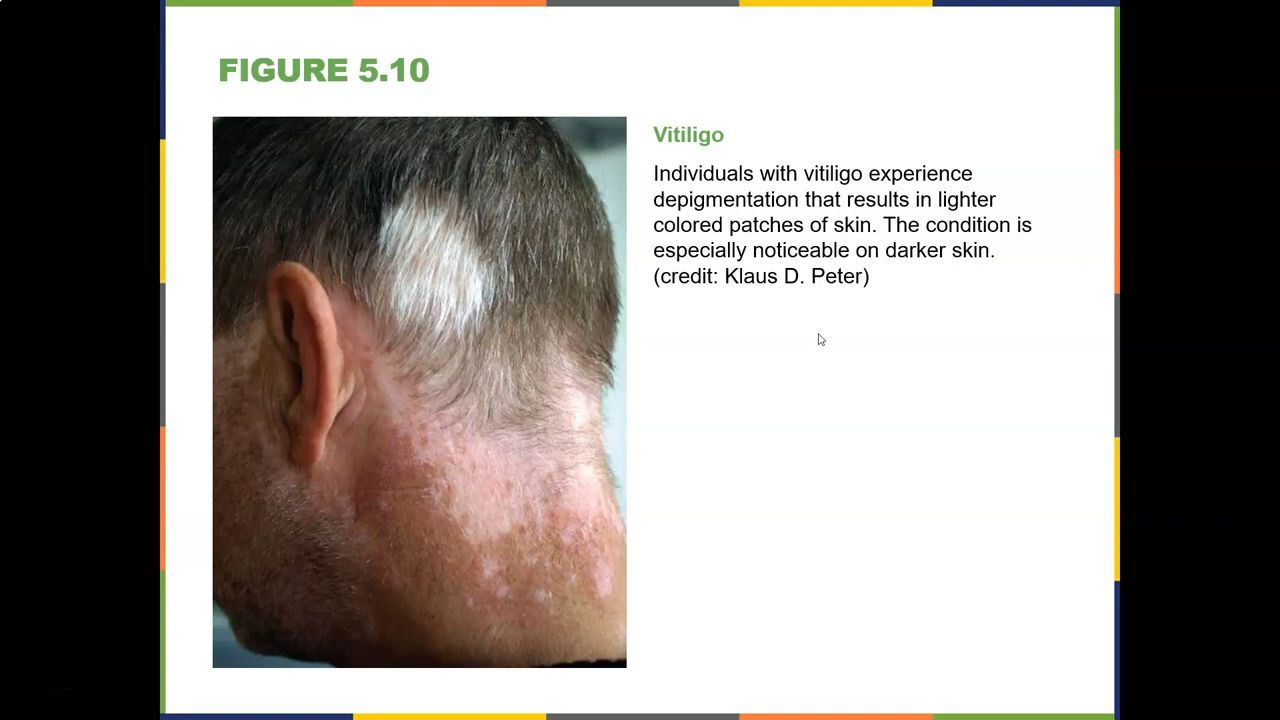 FIGURE 5.10
Vitiligo
Individuals with vitiligo experience
depigmentation that results in lighter
colored patches of skin. The condition is
especially noticeable on darker skin.
(credit: Klaus D. Peter)